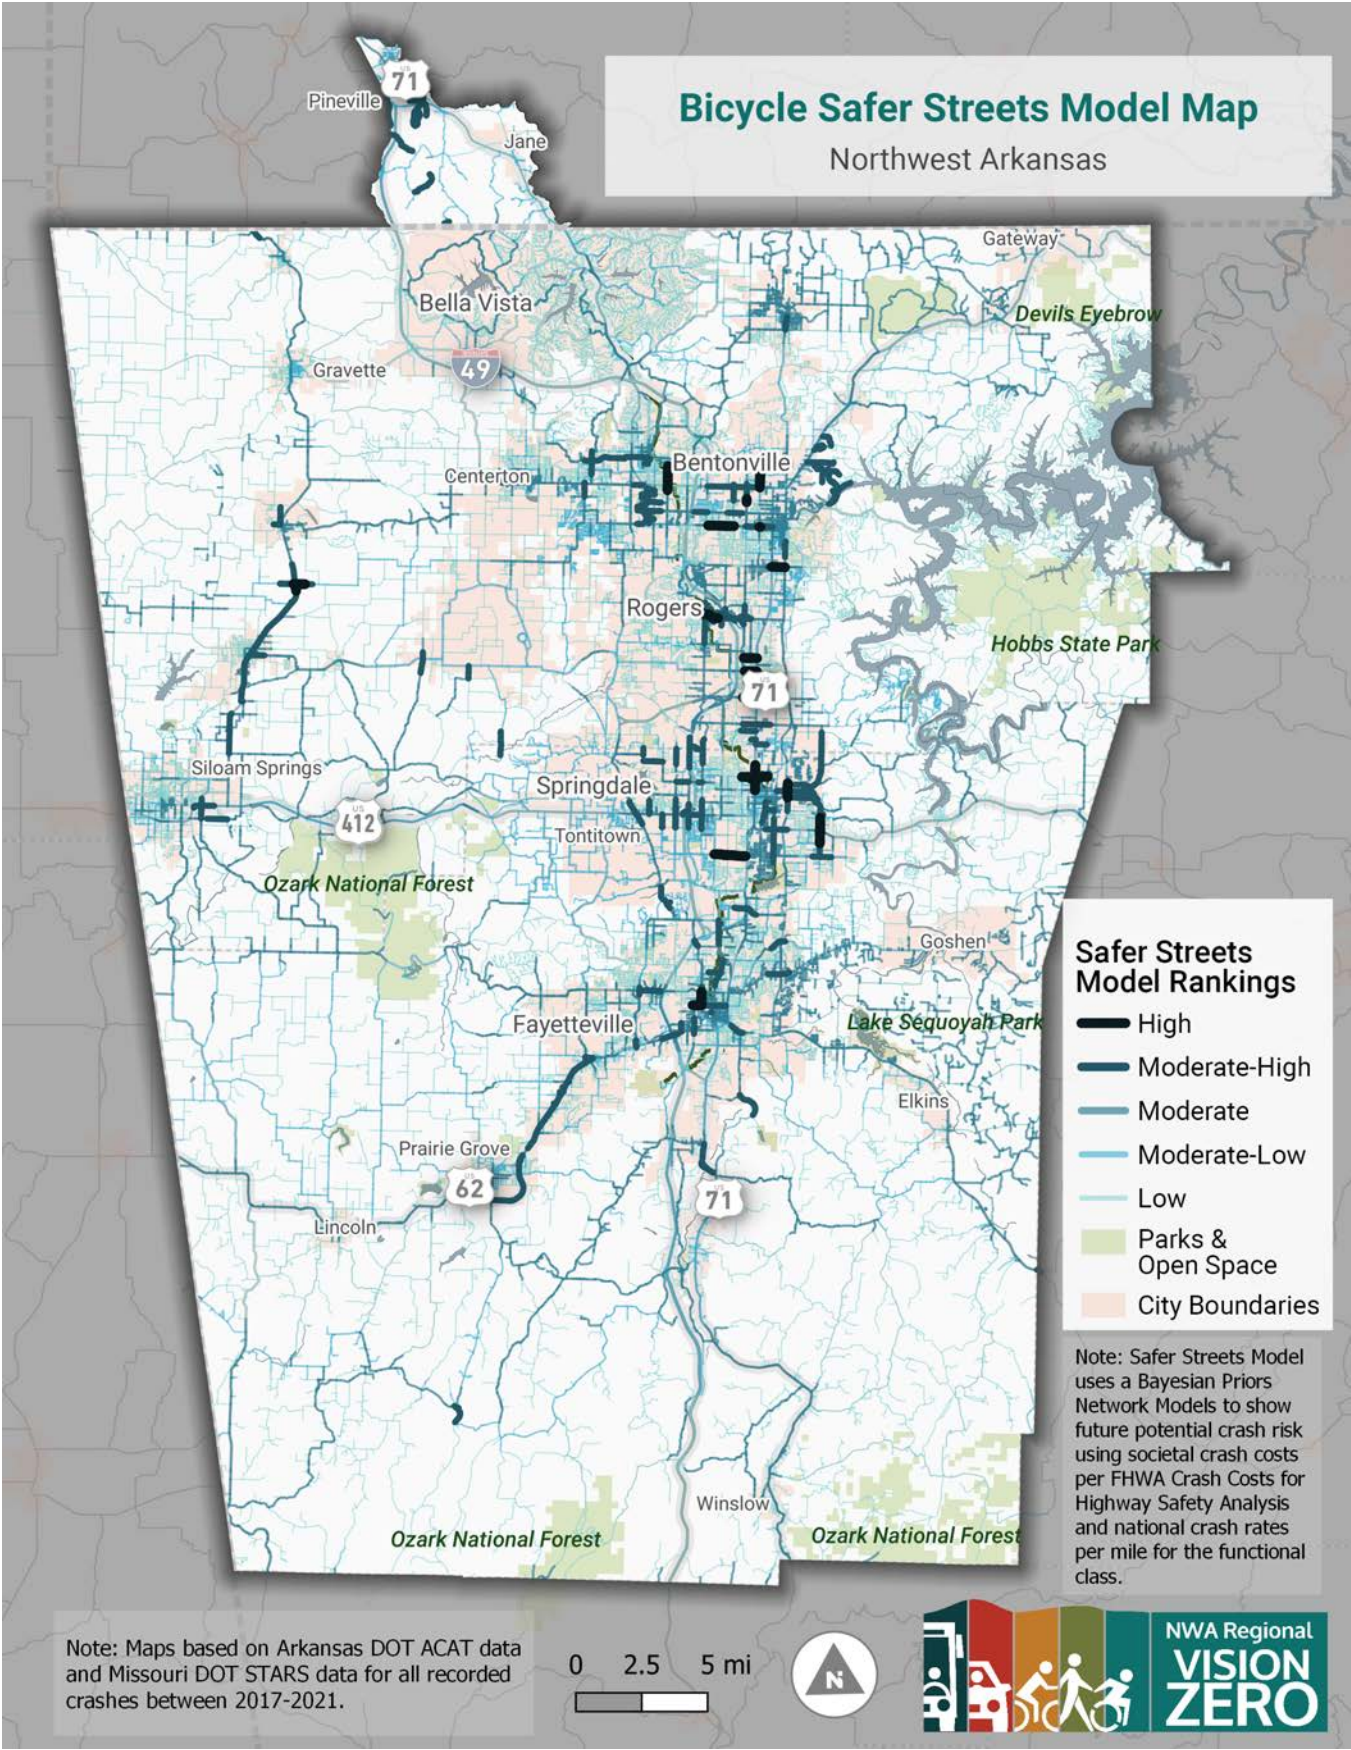 Bicycle Safer Streets Model Map
Northwest Arkansas
US
71
Pineville
Jane
Gateway
Bella Vista
Devils Eyebrow
49
Gravette
Bentonville
Centerton
Rogers
Hobbs State Park
US
71
Siloam Springs
Springdale
US
412
Tontitown
Ozark National Forest
Goshen
Fayetteville
Lake Sequoyah Park
Elkins
Prairie Grove
US
62
US
71
Lincoln
Winslow
Ozark National Forest
Ozark National Forest
Safer Streets
Model Rankings
High
Moderate-High
Moderate
Moderate-Low
Low
Parks &
Open Space
City Boundaries
Note: Safer Streets Model
uses a Bayesian Priors
Network Models to show
future potential crash risk
using societal crash costs
per FHWA Crash Costs for
Highway Safety Analysis
and national crash rates
per mile for the functional
class.
Note: Maps based on Arkansas DOT ACAT data
and Missouri DOT STARS data for all recorded
crashes between 2017-2021.
0 2.5 5 mi
N
NWA Regional
VISION
ZERO